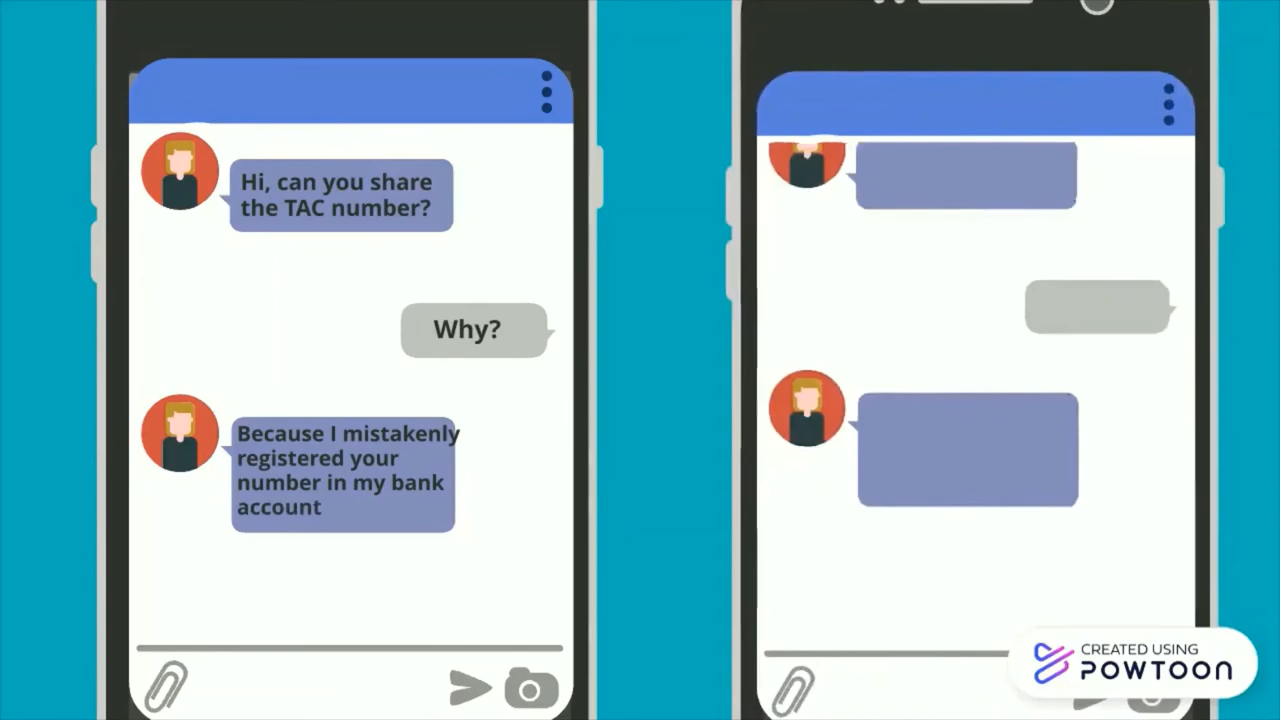 Hi, can you share
the TAC number?
Why?
Because I mistakenly
registered your
number in my bank
account
CREATED USING
POWTOON